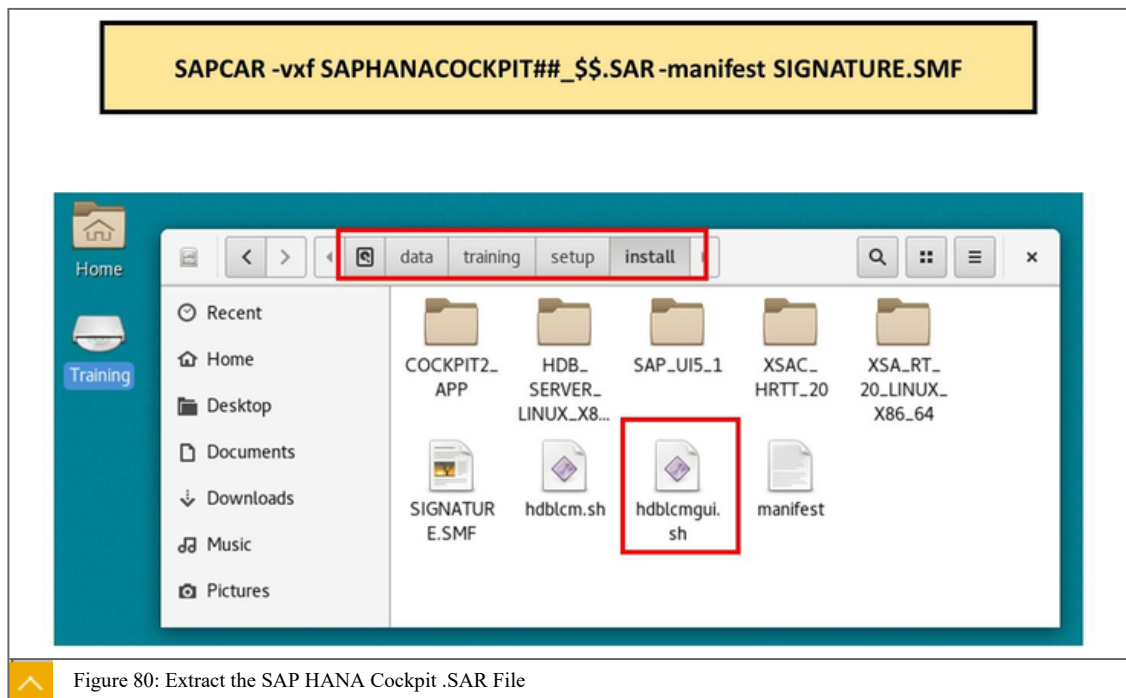 SAPCAR -vxf SAPHANACOCKPIT##_$$.SAR -manifest SIGNATURE.SMF
Home
Training
data training setup install
Recent
Home
Desktop
Documents
Downloads
Music
Pictures
COCKPIT2_
APP
HDB_
SERVER_
LINUX_X8...
SAP_UI5_1
XSAC_
HRTT_20
XSA_RT_
20_LINUX_
X86_64
SIGNATUR
E.SMF
hdblcm.sh
hdblcmgui.
sh
manifest
Figure 80: Extract the SAP HANA Cockpit .SAR File